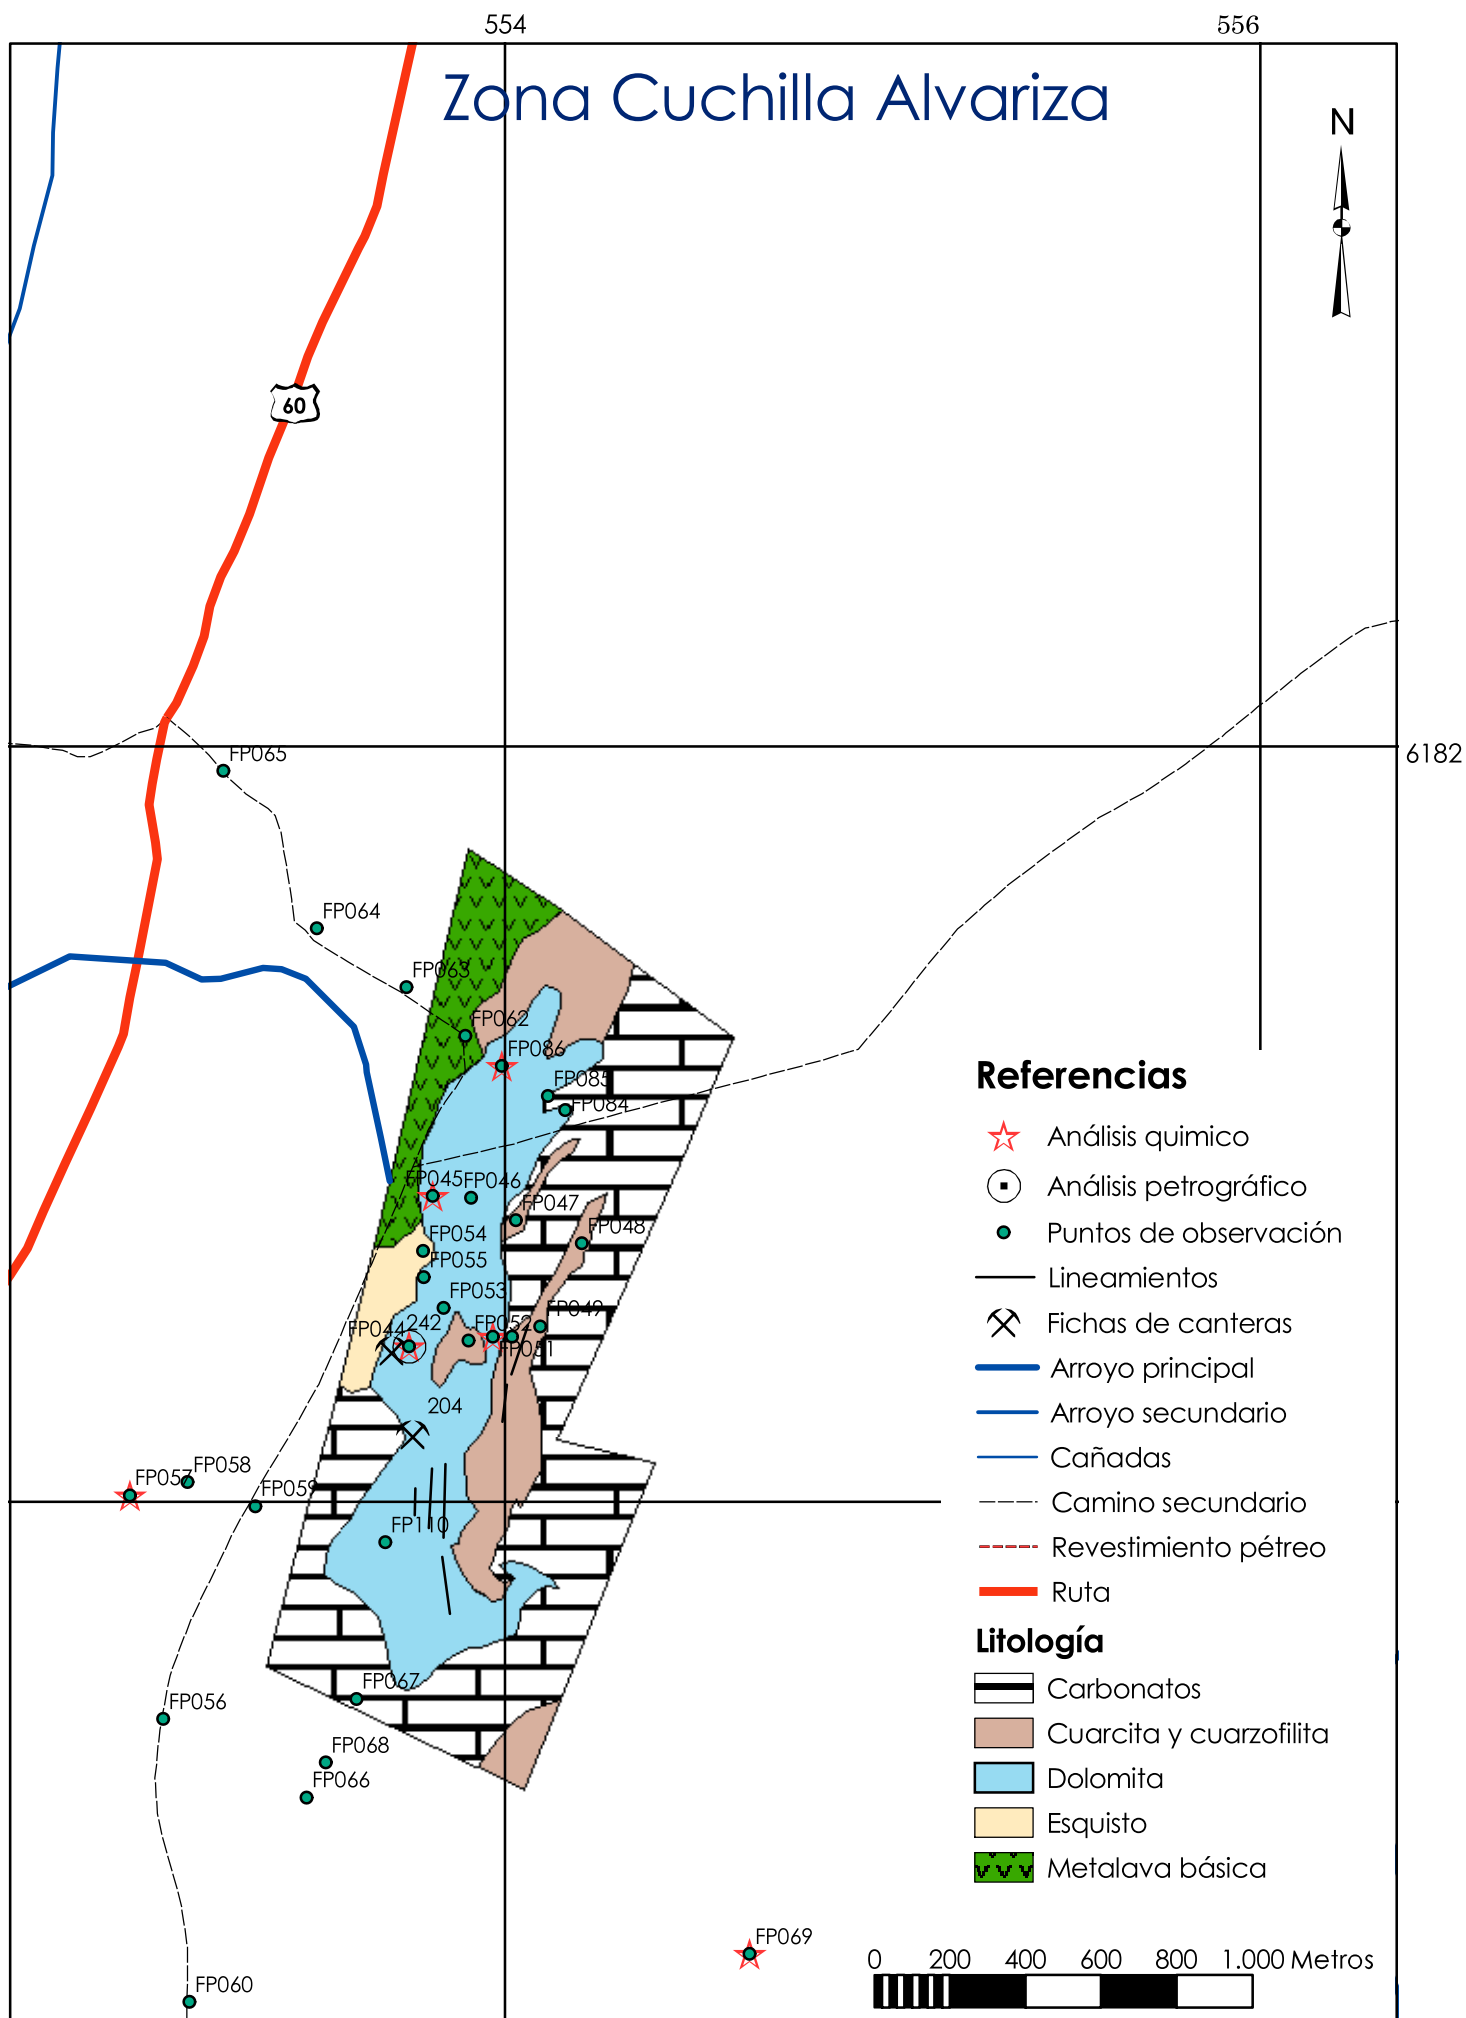 554
556
Zona Cuchilla Alvariza
N
60
6182
FP065
FP064
FP063
FP062
FP086
FP085
FP084
FP045
FP046
FP047
FP048
FP054
FP055
FP053
FP049
FP044
242
FP052
FP051
204
FP057
FP058
FP059
FP110
FP067
FP056
FP068
FP066
FP069
FP060
Referencias
Análisis quimico
Análisis petrográfico
Puntos de observación
Lineamientos
Fichas de canteras
Arroyo principal
Arroyo secundario
Cañadas
Camino secundario
Revestimiento pétreo
Ruta
Litología
Carbonatos
Cuarcita y cuarzofilita
Dolomita
Esquisto
Metalava básica
0 200 400 600 800 1.000 Metros